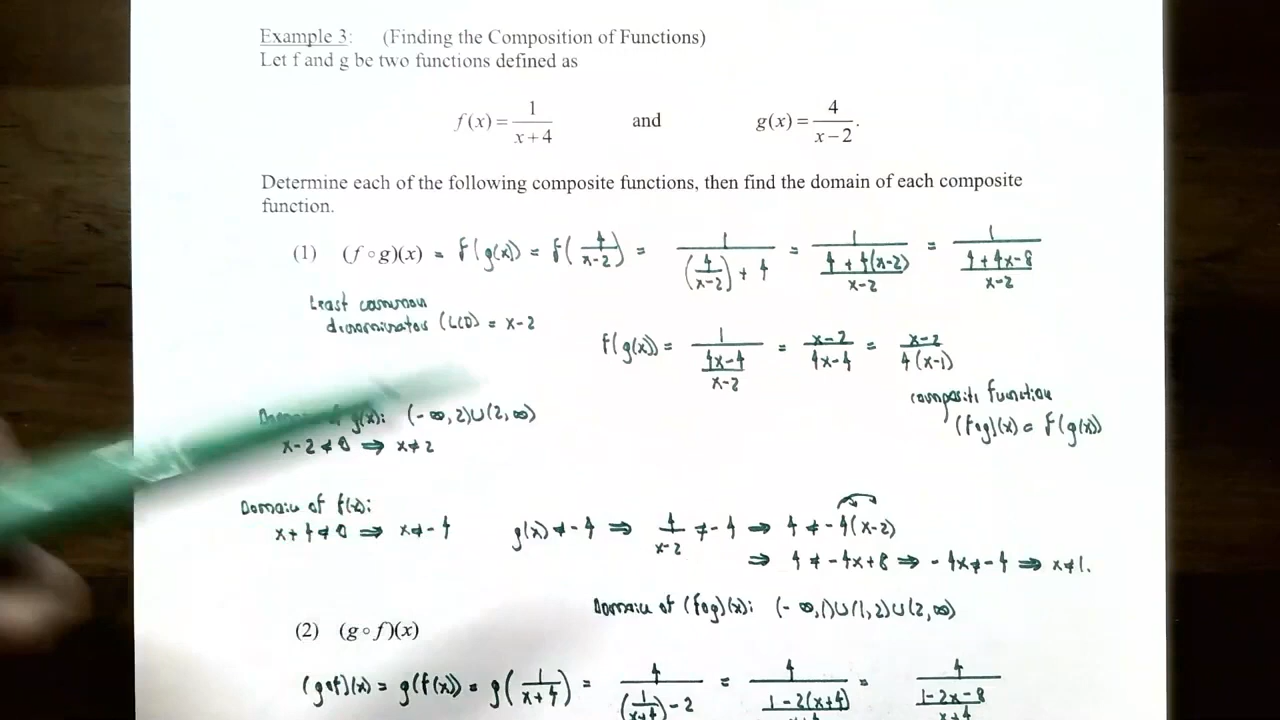 Example 3: (Finding the Composition of Functions)
Let f and g be two functions defined as
f(x) = 1/(x+4) and g(x) = 4/(x−2).
Determine each of the following composite functions, then find the domain of each composite
function.
(1) (f∘g)(x) = f(g(x)) = f(4/(x-2)) = 1/((4/(x-2)) + 4) = 1/((4 + 4(x-2))/(x-2)) = 1/((4+4x-8)/(x-2))
Least common
denominator (LCD) = x-2
f(g(x)) = 1/((4x-4)/(x-2)) = (x-2)/(4x-4) = (x-2)/(4(x-1))
composite function
(f∘g)(x) = f(g(x))
g(x): (-∞,2)∪(2,∞)
x-2≠0 ⇒ x≠2
Domain of f(x):
x+4≠0 ⇒ x≠-4
g(x)≠-4 ⇒ 4/(x-2) ≠ -4 ⇒ 4 ≠ -4(x-2)
⇒ 4 ≠ -4x+8 ⇒ -4x≠-4 ⇒ x≠1.
Domain of (f∘g)(x): (-∞,1)∪(1,2)∪(2,∞)
(2) (g∘f)(x)
(g∘f)(x) = g(f(x)) = g(1/(x+4)) = 4/((1/(x+4)) - 2) = 4/((1-2(x+4))/(x+4)) = 4/((1-2x-8)/(x+4))